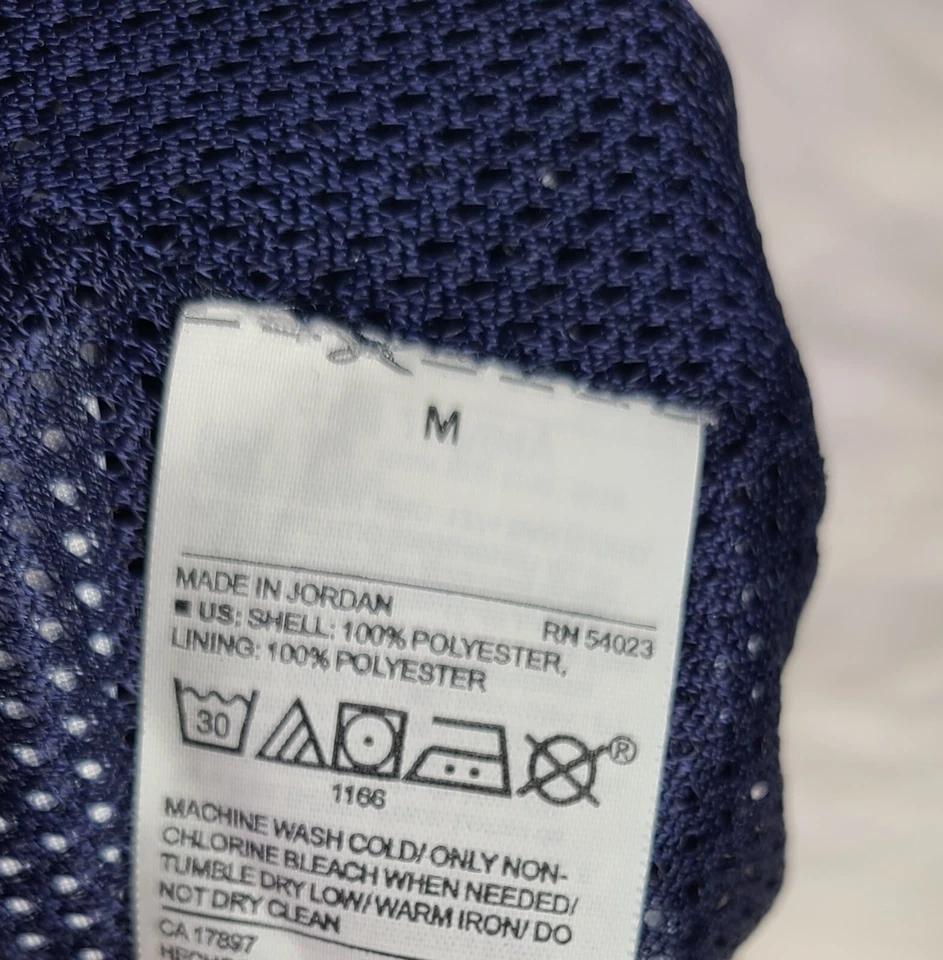 M
MADE IN JORDAN
RN 54023
■ US: SHELL: 100% POLYESTER,
LINING: 100% POLYESTER
30
®
1166
MACHINE WASH COLD/ ONLY NON-
CHLORINE BLEACH WHEN NEEDED/
TUMBLE DRY LOW/ WARM IRON/ DO
NOT DRY CLEAN
CA 17897